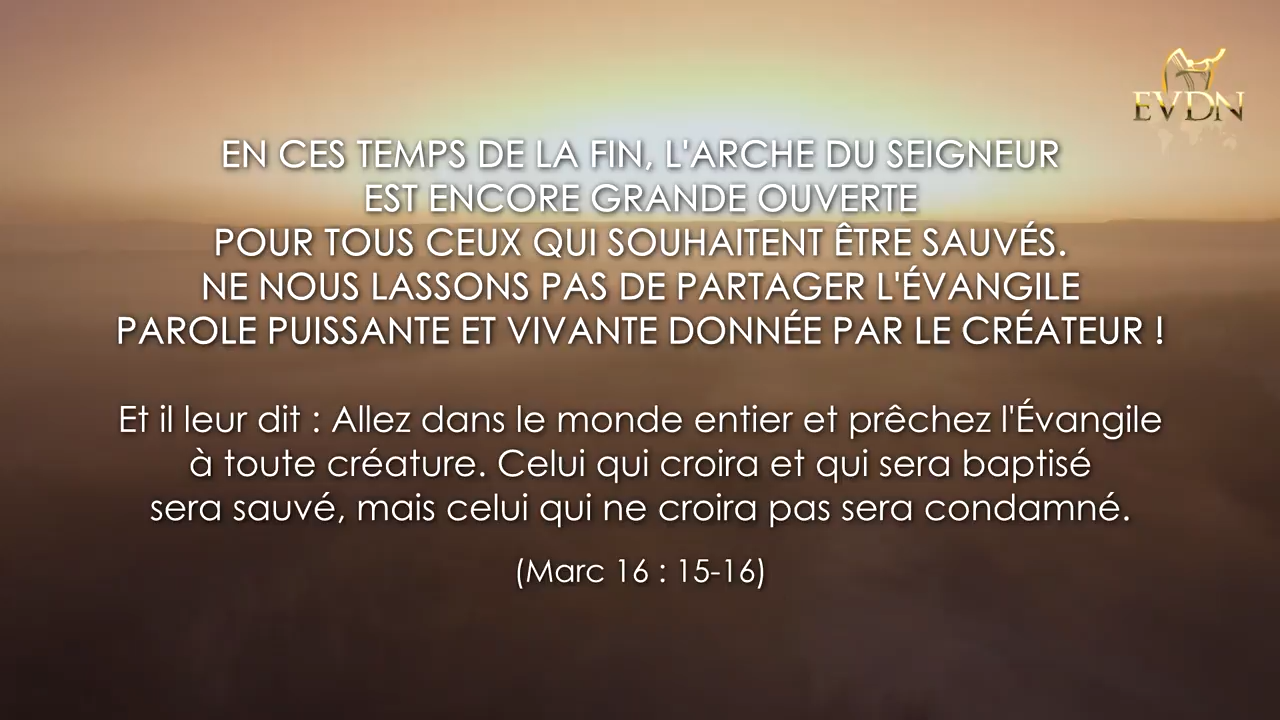 EVDN
EN CES TEMPS DE LA FIN, L'ARCHE DU SEIGNEUR
EST ENCORE GRANDE OUVERTE
POUR TOUS CEUX QUI SOUHAITENT ÊTRE SAUVÉS.
NE NOUS LASSONS PAS DE PARTAGER L'ÉVANGILE
PAROLE PUISSANTE ET VIVANTE DONNÉE PAR LE CRÉATEUR !
Et il leur dit : Allez dans le monde entier et prêchez l'Évangile
à toute créature. Celui qui croira et qui sera baptisé
sera sauvé, mais celui qui ne croira pas sera condamné.
(Marc 16 : 15-16)